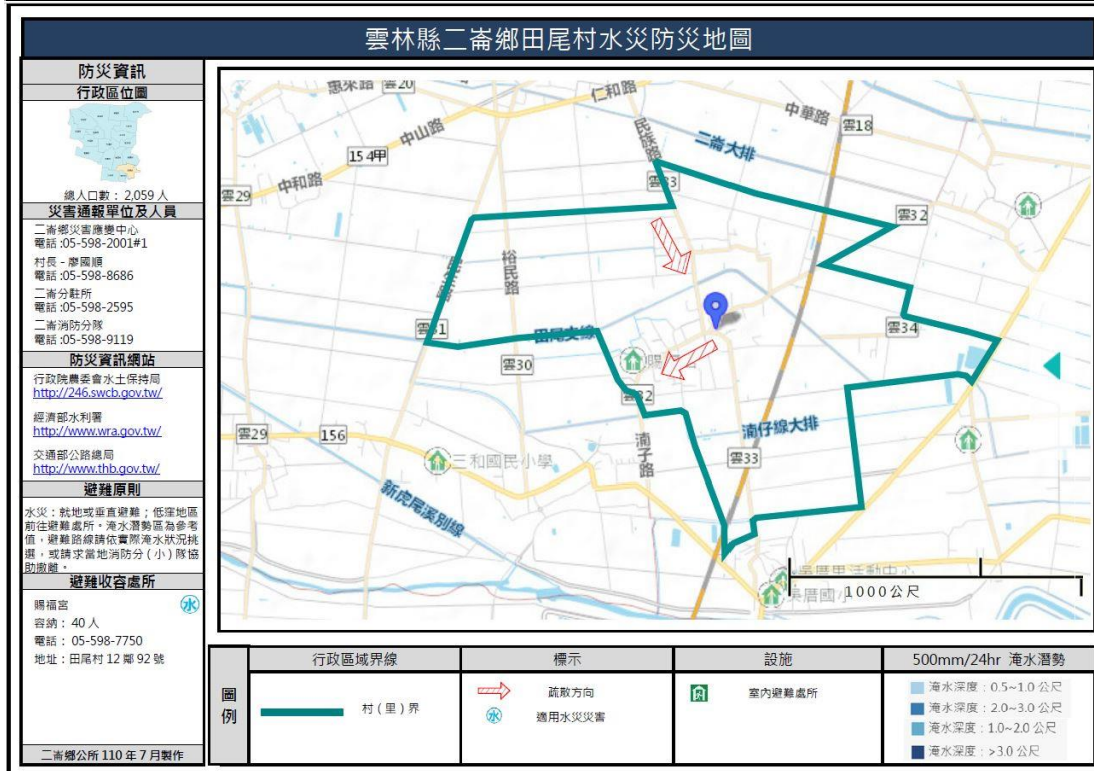 雲林縣二崙鄉田尾村水災防災地圖
防災資訊
行政區位圖
總人口數：2,059 人
災害通報單位及人員
二崙鄉災害應變中心
電話:05-598-2001#1
村長 - 廖國順
電話:05-598-8686
二崙分駐所
電話:05-598-2595
二崙消防分隊
電話:05-598-9119
防災資訊網站
行政院農委會水土保持局
http://246.swcb.gov.tw/
經濟部水利署
http://www.wra.gov.tw/
交通部公路總局
http://www.thb.gov.tw/
避難原則
水災：就地或垂直避難；低窪地區
前往避難處所。淹水潛勢區為參考
值，避難路線請依實際淹水狀況挑
選，或請求當地消防分(小)隊協
助撤離。
避難收容處所
賜福宮
水
容納：40 人
電話：05-598-7750
地址：田尾村 12 鄰 92 號
二崙鄉公所 110 年 7 月製作
惠來路
雲20
仁和路
中華路
雲18
中山路
154甲
民族路
二崙大排
中和路
雲29
雲32
裕民路
雲31
田尾支線
雲34
雲30
雲32
雲29
156
湳子路
湳仔線大排
雲33
三和國民小學
新虎尾溪別線
吳厝里活動中心
吳厝國小
1000公尺
圖例
行政區域界線
標示
設施
500mm/24hr 淹水潛勢
村(里)界
疏散方向
水
適用水災災害
室內避難處所
淹水深度：0.5~1.0 公尺
淹水深度：2.0~3.0 公尺
淹水深度：1.0~2.0 公尺
淹水深度：>3.0 公尺